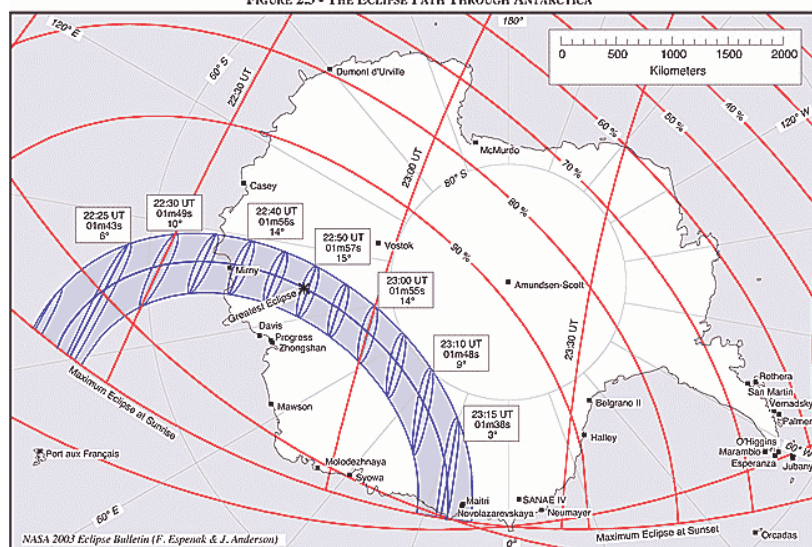 FIGURE 2.3 - THE ECLIPSE PATH THROUGH ANTARCTICA
180°
120° E
60° S
22:30 UT
Dumont d'Urville
0 500 1000 1500 2000
Kilometers
60 %
50 %
40 %
120° W
McMurdo
80° S
23:00 UT
70 %
80 %
90 %
Casey
22:25 UT
01m43s
6°
22:30 UT
01m49s
10°
22:40 UT
01m56s
14°
22:50 UT
01m57s
15°
23:00 UT
01m55s
14°
23:10 UT
01m48s
9°
23:15 UT
01m38s
3°
Vostok
Mirny
Greatest Eclipse
Amundsen-Scott
23:30 UT
Davis
Progress
Zhongshan
Maximum Eclipse at Sunrise
Mawson
Belgrano II
Halley
Rothera
San Martin
Vernadsky
Palmer
O'Higgins
Marambio
Esperanza
60° W
Jubany
Port aux Français
Molodezhnaya
Syowa
60° E
Maitri
Novolazarevskaya
SANAE IV
Neumayer
0°
Maximum Eclipse at Sunset
Orcadas
NASA 2003 Eclipse Bulletin (F. Espenak & J. Anderson)